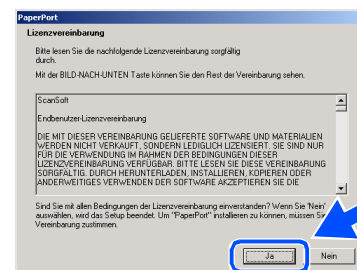 PaperPort
Lizenzvereinbarung
Bitte lesen Sie die nachfolgende Lizenzvereinbarung sorgfältig
durch.
Mit der BILD-NACH-UNTEN Taste können Sie den Rest der Vereinbarung sehen.
ScanSoft
Endbenutzer-Lizenzvereinbarung
DIE MIT DIESER VEREINBARUNG GELIEFERTE SOFTWARE UND MATERIALIEN
WERDEN NICHT VERKAUFT, SONDERN LEDIGLICH LIZENSIERT. SIE SIND NUR
FÜR DIE VERWENDUNG IM RAHMEN DER BEDINGUNGEN DIESER
LIZENZVEREINBARUNG VERFÜGBAR. BITTE LESEN SIE DIESE VEREINBARUNG
SORGFÄLTIG. DURCH HERUNTERLADEN, INSTALLIEREN, KOPIEREN ODER
ANDERWEITIGES VERWENDEN DER SOFTWARE AKZEPTIEREN SIE DIE
Sind Sie mit allen Bedingungen der Lizenzvereinbarung einverstanden? Wenn Sie 'Nein'
auswählen, wird das Setup beendet. Um "PaperPort" installieren zu können, müssen Sie
Vereinbarung zustimmen.
Ja
Nein